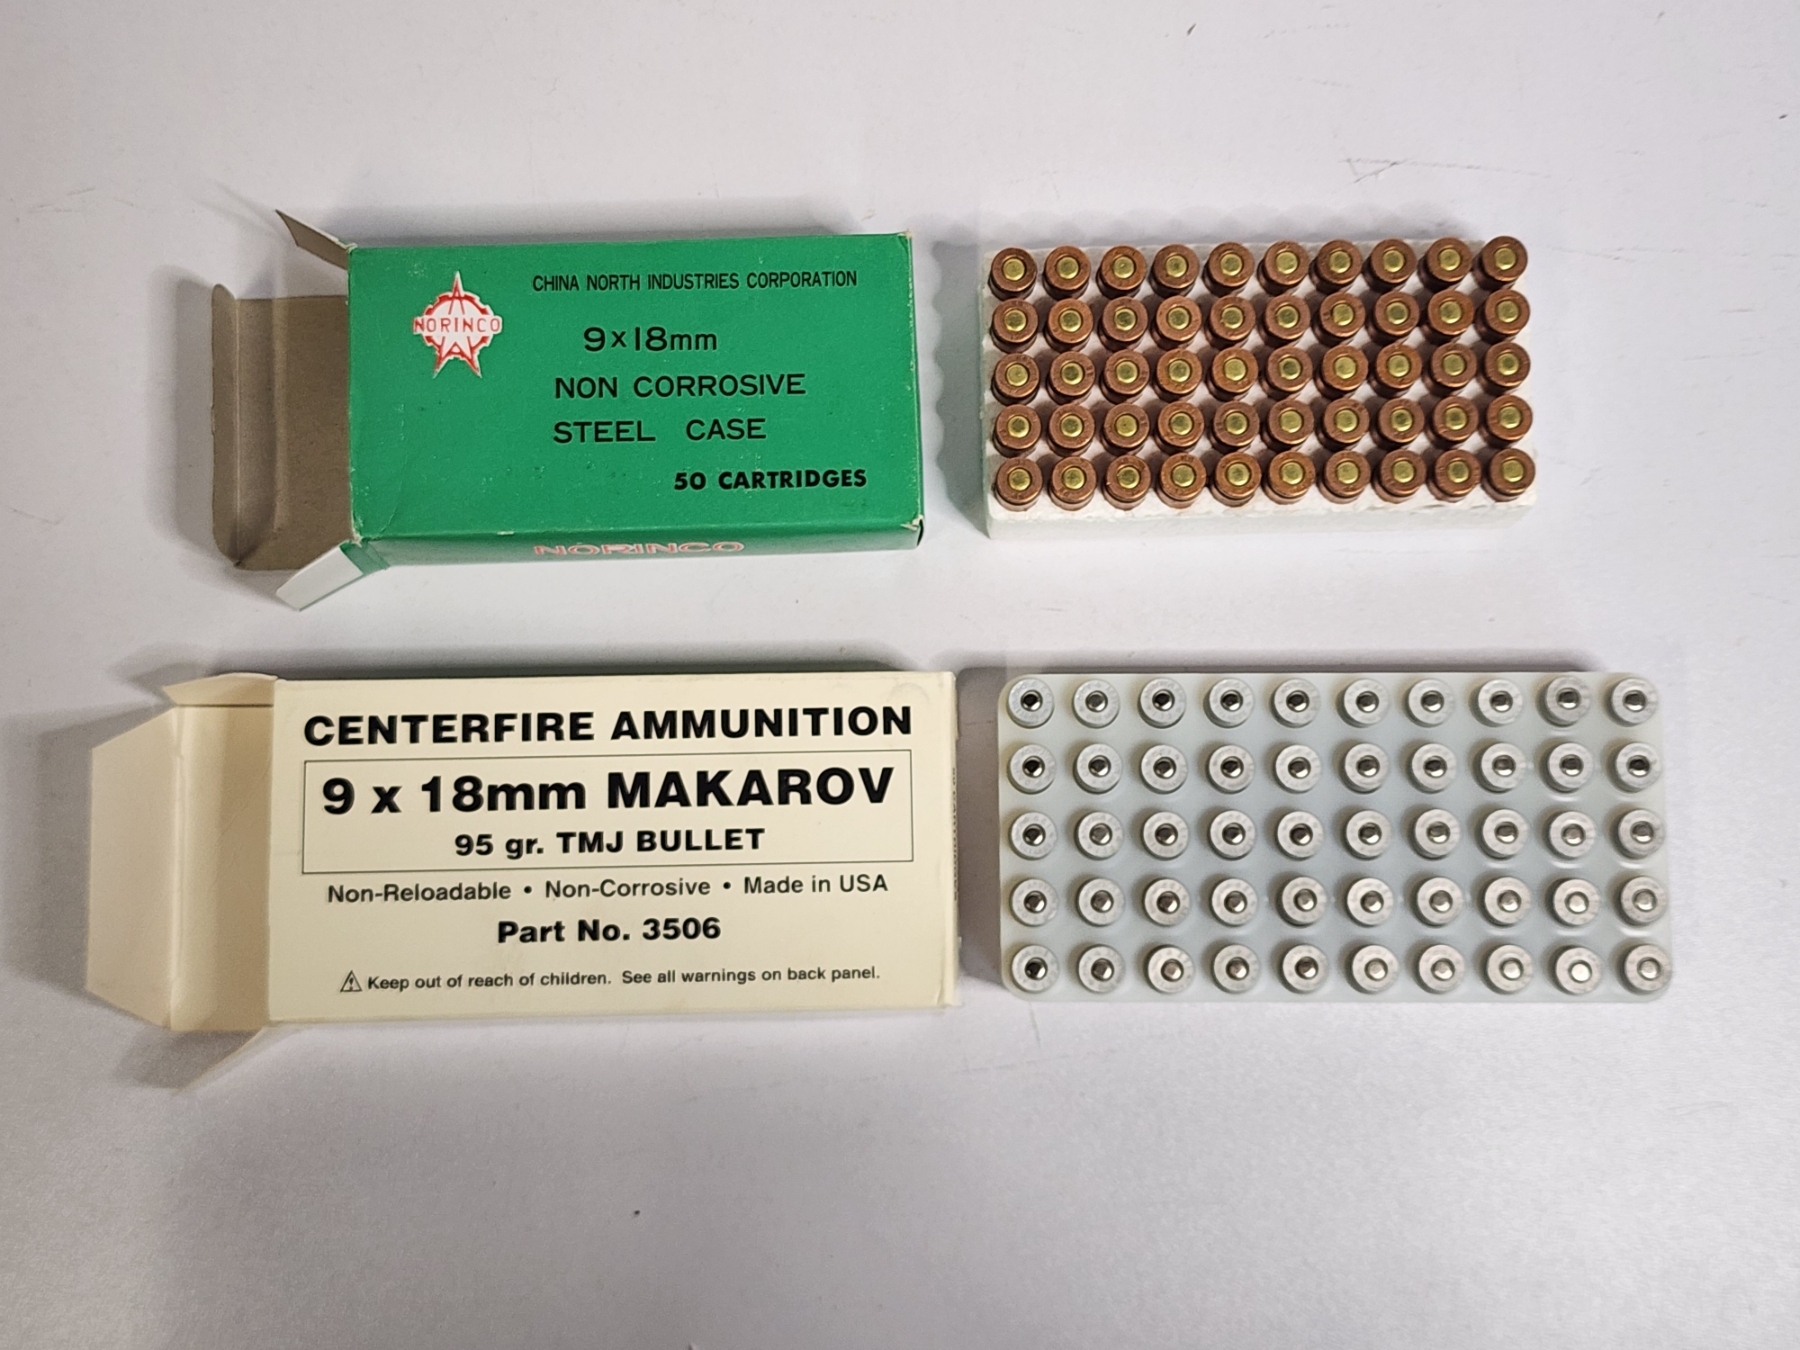 CHINA NORTH INDUSTRIES CORPORATION
NORINCO
9×18mm
NON CORROSIVE
STEEL CASE
50 CARTRIDGES
NORINCO
CENTERFIRE AMMUNITION
9 x 18mm MAKAROV
95 gr. TMJ BULLET
Non-Reloadable • Non-Corrosive • Made in USA
Part No. 3506
Keep out of reach of children. See all warnings on back panel.